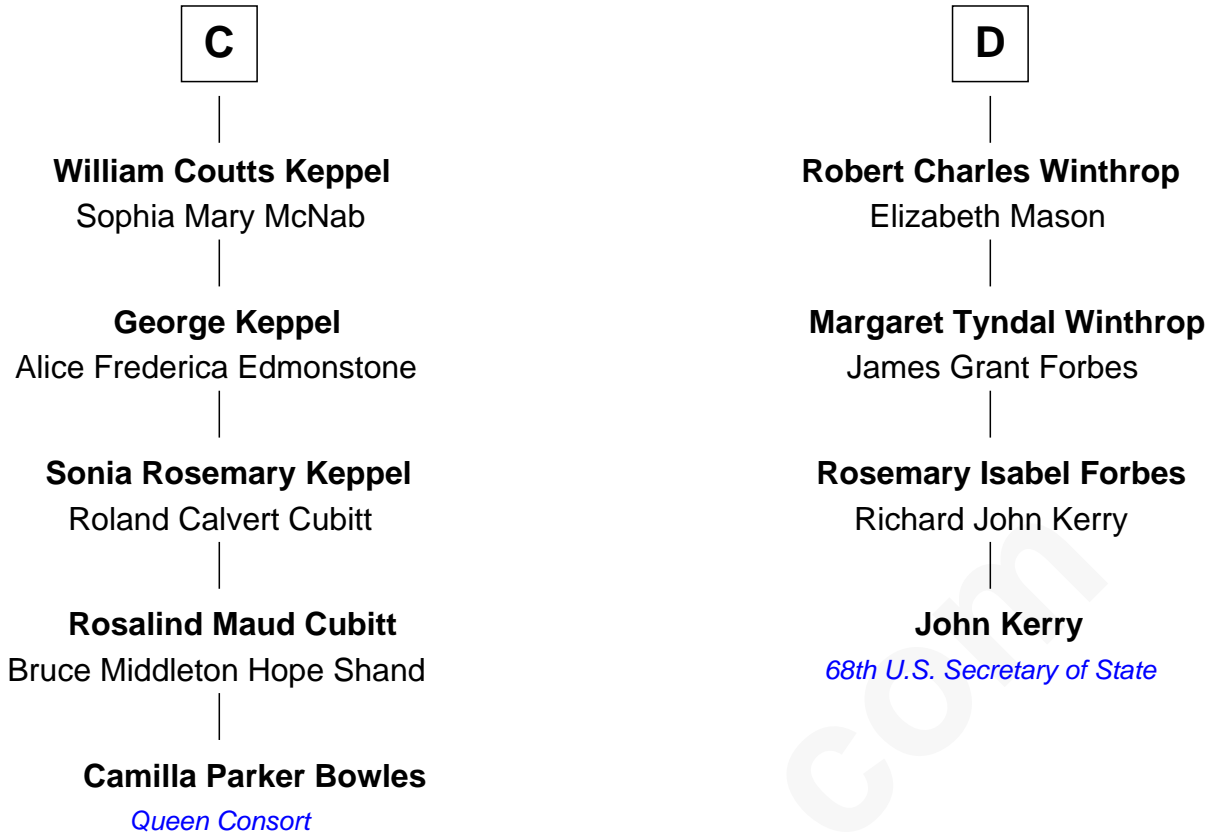 C
William Coutts Keppel
Sophia Mary McNab
George Keppel
Alice Frederica Edmonstone
Sonia Rosemary Keppel
Roland Calvert Cubitt
Rosalind Maud Cubitt
Bruce Middleton Hope Shand
Camilla Parker Bowles
Queen Consort
D
Robert Charles Winthrop
Elizabeth Mason
Margaret Tyndal Winthrop
James Grant Forbes
Rosemary Isabel Forbes
Richard John Kerry
John Kerry
68th U.S. Secretary of State
com